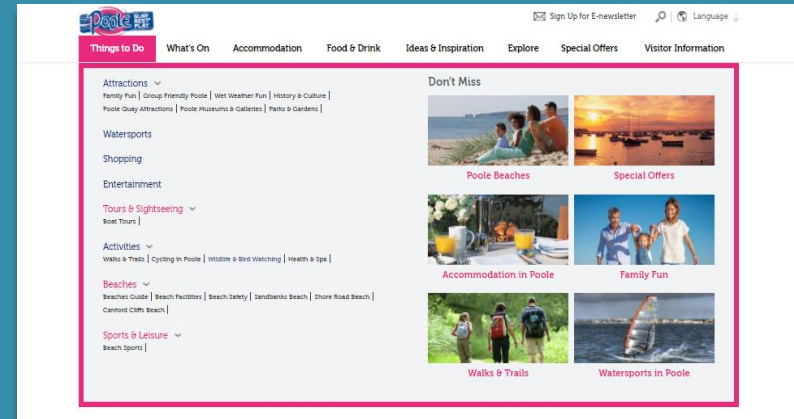 Poole SURF REST PLAY
Sign Up for E-newsletter | Language
Things to Do What's On Accommodation Food & Drink Ideas & Inspiration Explore Special Offers Visitor Information
Attractions
Family Fun | Group Friendly Poole | Wet Weather Fun | History & Culture |
Poole Quay Attractions | Poole Museums & Galleries | Parks & Gardens |
Watersports
Shopping
Entertainment
Tours & Sightseeing
Boat Tours |
Activities
Walks & Trails | Cycling in Poole | Wildlife & Bird Watching | Health & Spa |
Beaches
Beaches Guide | Beach Facilities | Beach Safety | Sandbanks Beach | Shore Road Beach |
Canford Cliffs Beach |
Sports & Leisure
Beach Sports |
Don't Miss
Poole Beaches Special Offers
Accommodation in Poole Family Fun
Walks & Trails Watersports in Poole